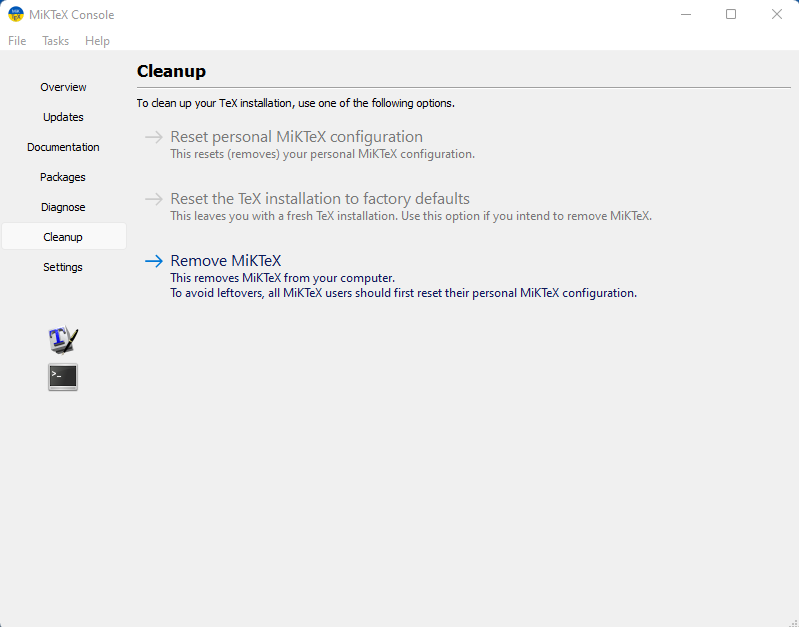 MiKTeX Console
File Tasks Help
Overview
Updates
Documentation
Packages
Diagnose
Cleanup
Settings
>_
Cleanup
To clean up your TeX installation, use one of the following options.
Reset personal MiKTeX configuration
This resets (removes) your personal MiKTeX configuration.
Reset the TeX installation to factory defaults
This leaves you with a fresh TeX installation. Use this option if you intend to remove MiKTeX.
Remove MiKTeX
This removes MiKTeX from your computer.
To avoid leftovers, all MiKTeX users should first reset their personal MiKTeX configuration.